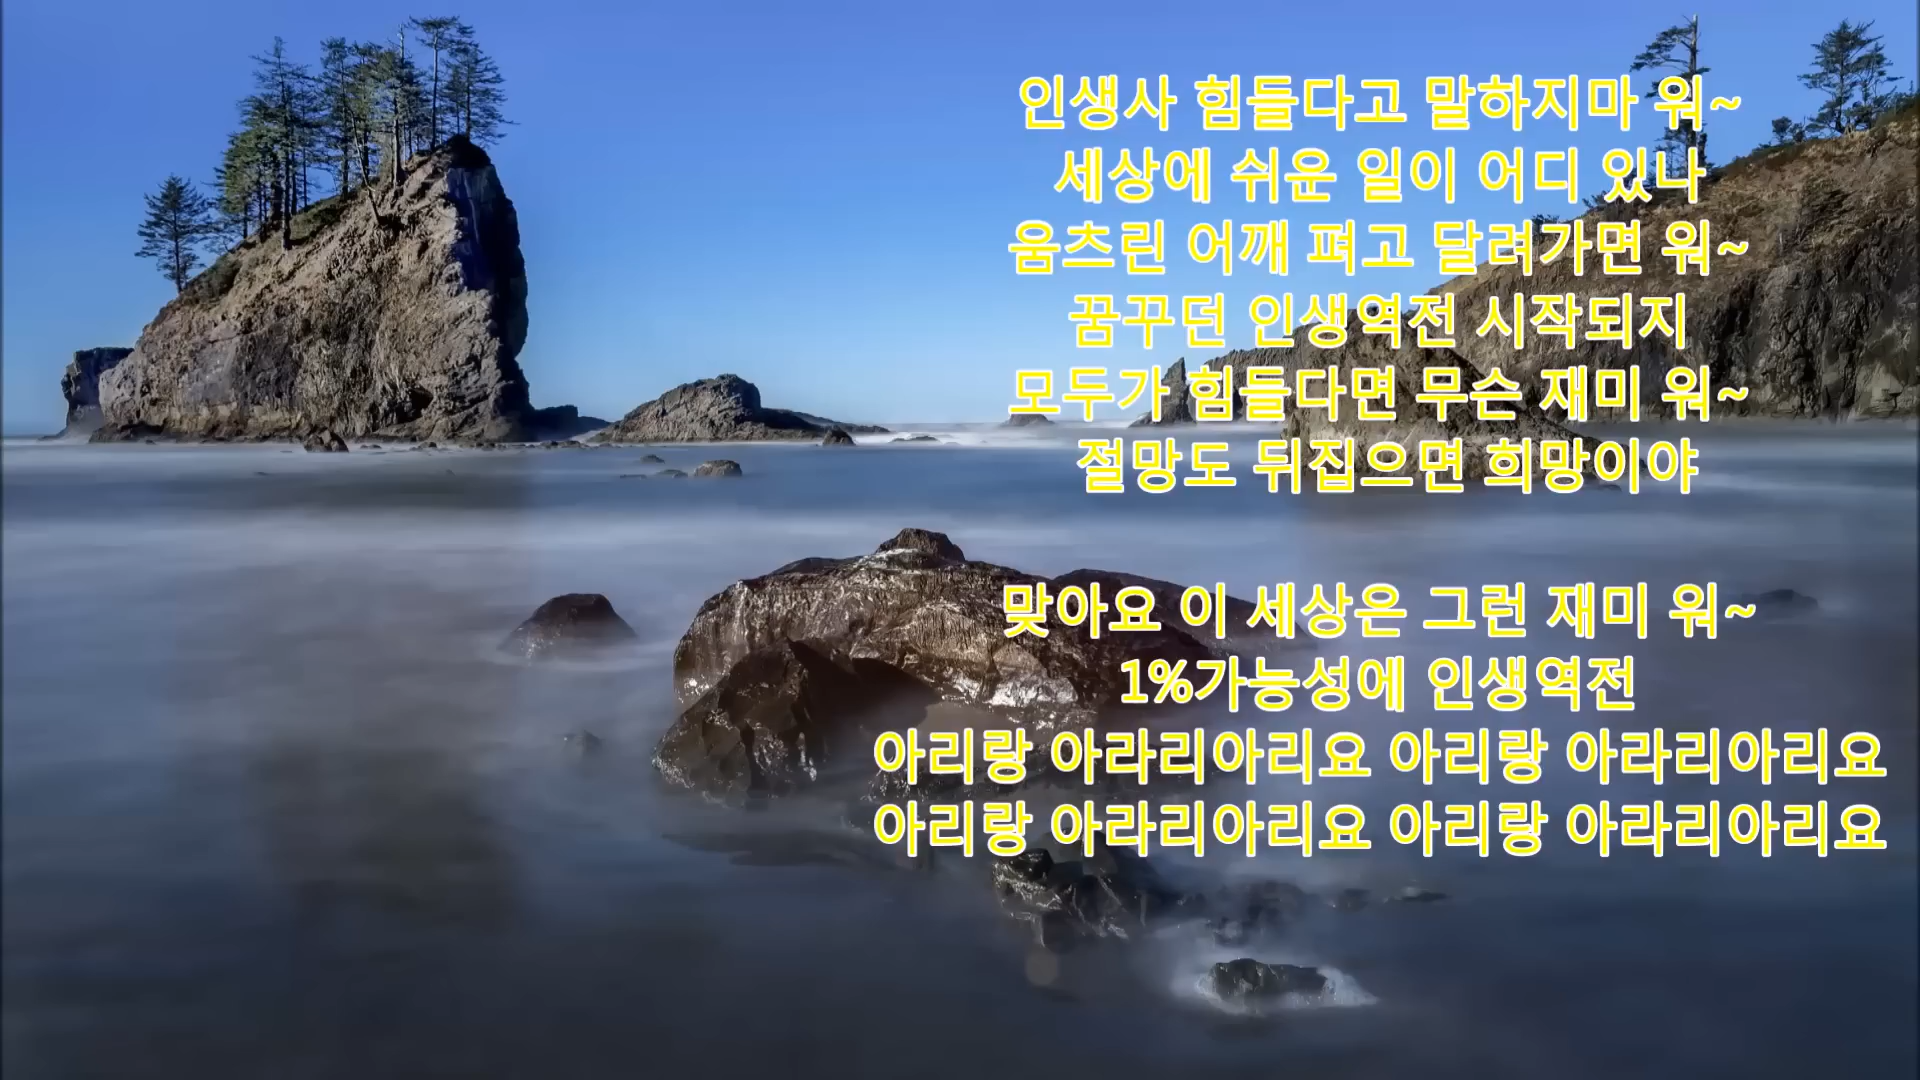 인생사 힘들다고 말하지마 워~
세상에 쉬운 일이 어디 있나
움츠린 어깨 펴고 달려가면 워~
꿈꾸던 인생역전 시작되지
모두가 힘들다면 무슨 재미 워~
절망도 뒤집으면 희망이야
맞아요 이 세상은 그런 재미 워~
1%가능성에 인생역전
아리랑 아라리아리요 아리랑 아라리아리요
아리랑 아라리아리요 아리랑 아라리아리요